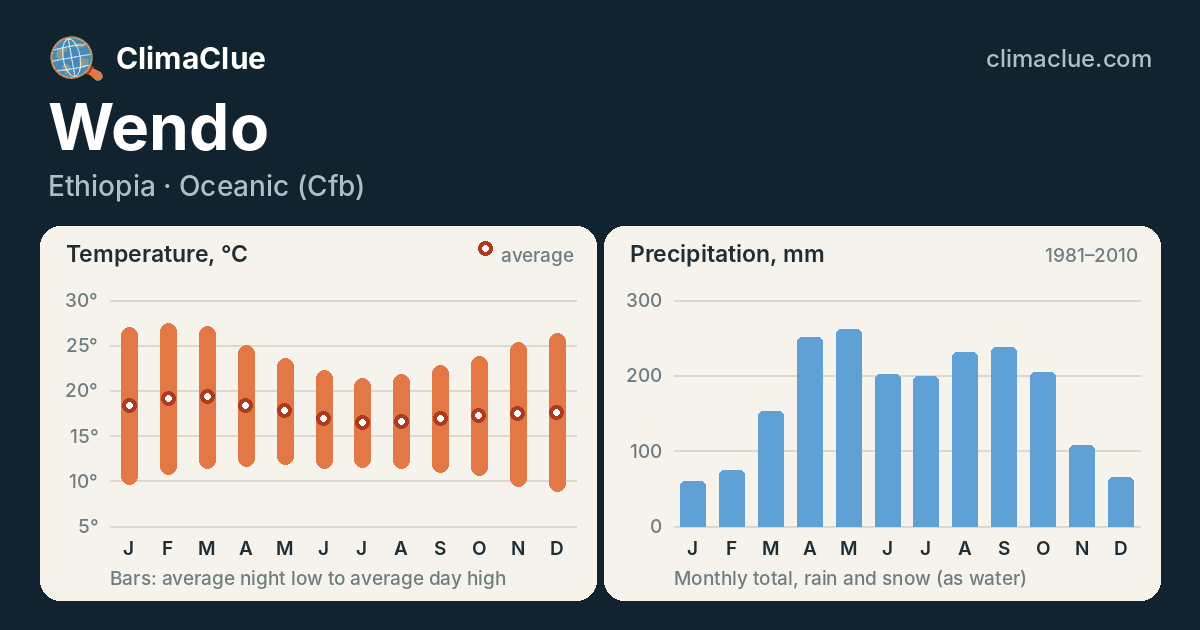 ClimaClue
climaclue.com
Wendo
Ethiopia · Oceanic (Cfb)
Temperature, °C
average
30°
25°
20°
15°
10°
5°
J F M A M J J A S O N D
Bars: average night low to average day high
Precipitation, mm
1981–2010
300
200
100
0
J F M A M J J A S O N D
Monthly total, rain and snow (as water)